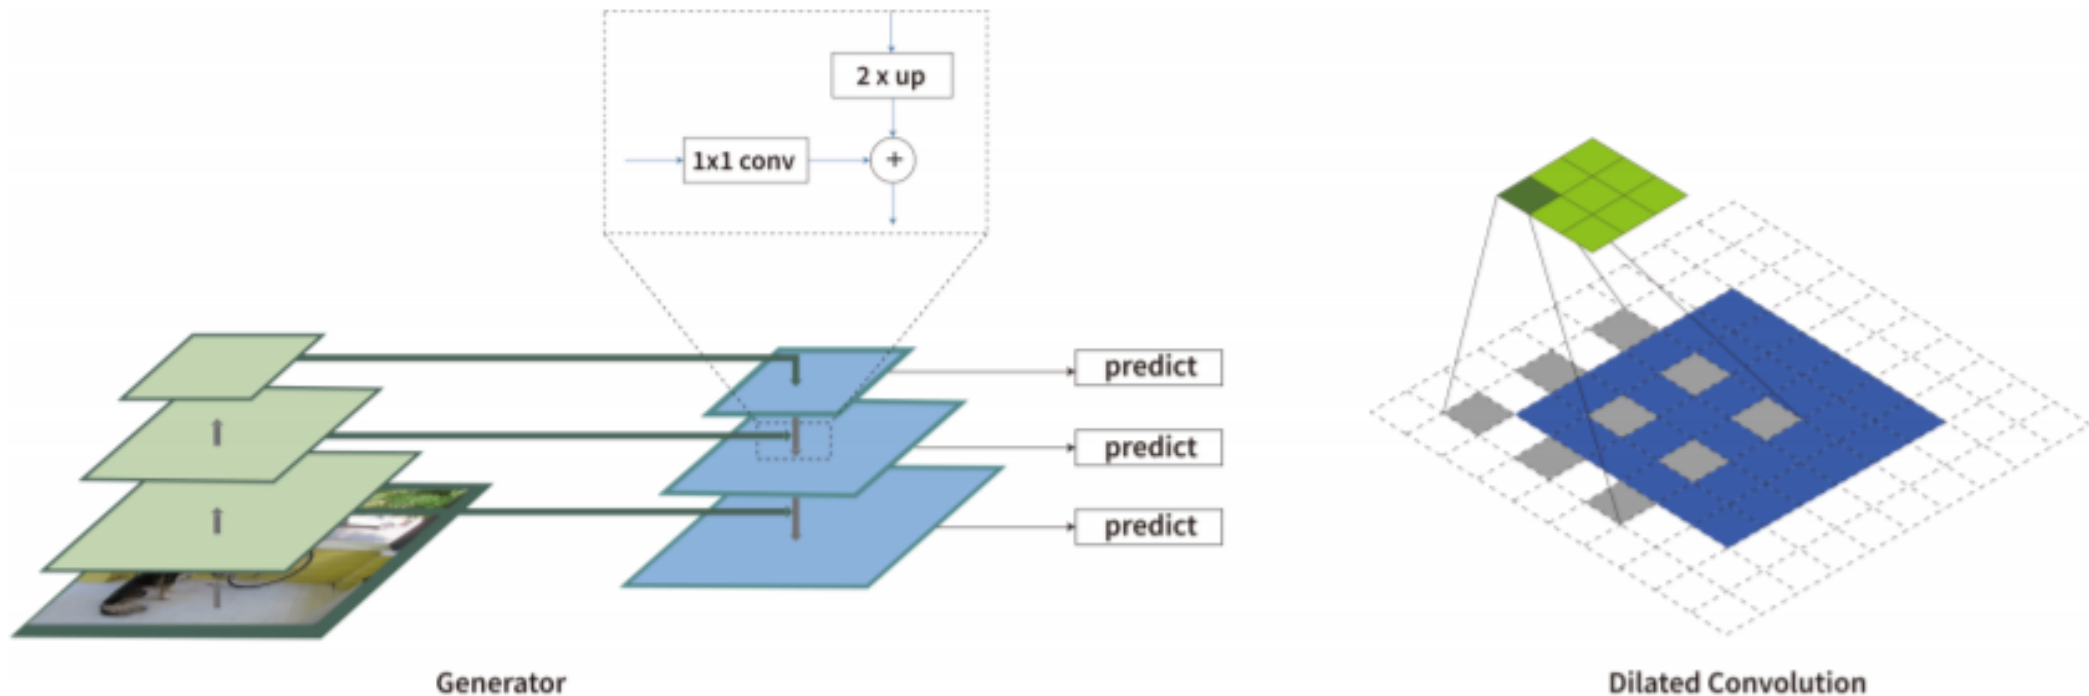 2 x up
1x1 conv
+
predict
predict
predict
Generator
Dilated Convolution